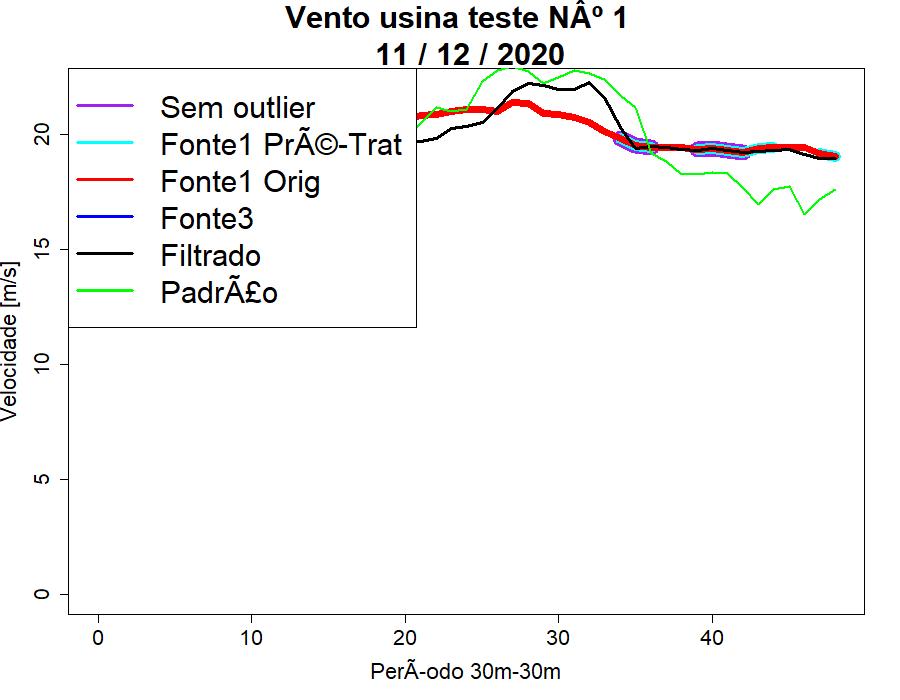 Vento usina teste NÂº 1
11 / 12 / 2020
Sem outlier
Fonte1 PrÃ©-Trat
Fonte1 Orig
Fonte3
Filtrado
PadrÃ£o
Velocidade [m/s]
20
15
10
5
0
0 10 20 30 40
PerÃ-odo 30m-30m